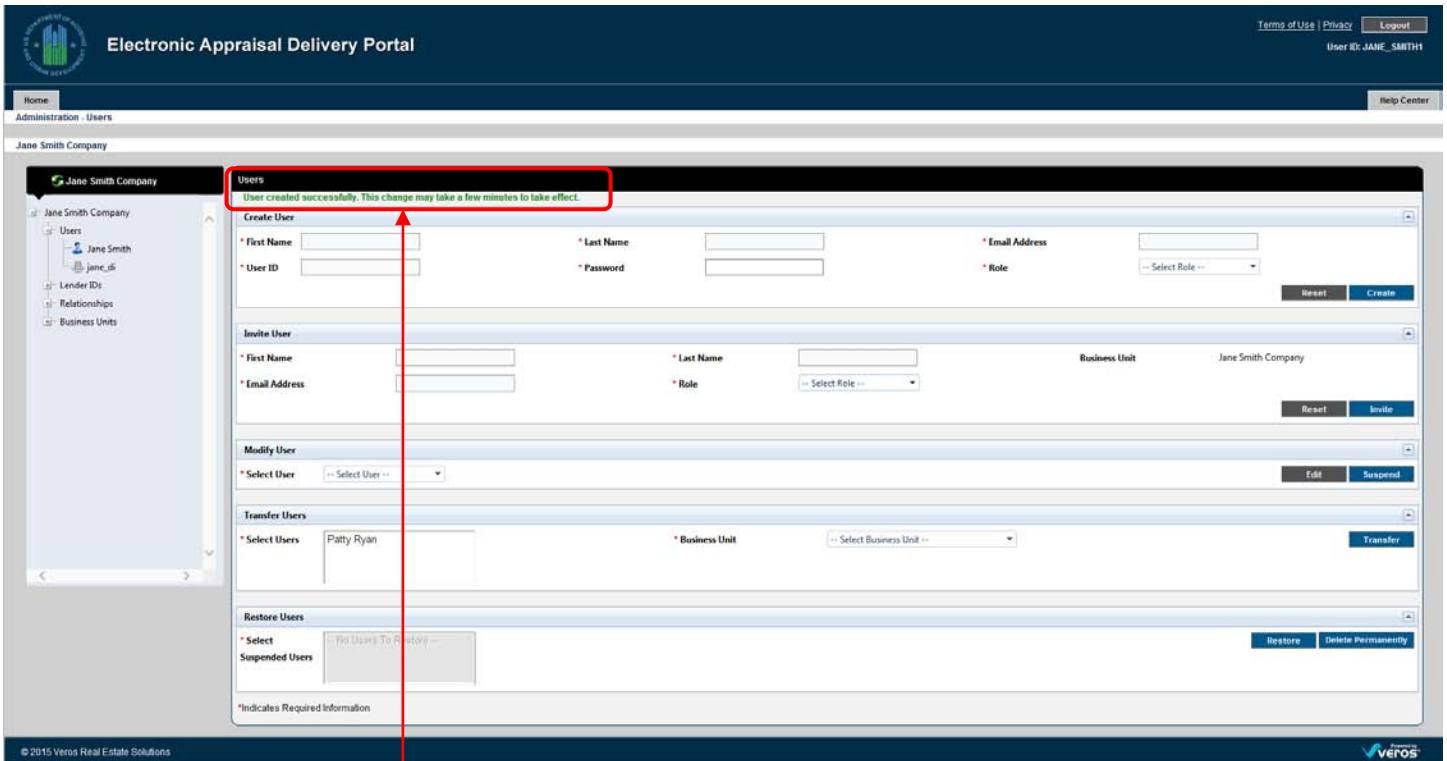 Terms of Use | Privacy Logout
Electronic Appraisal Delivery Portal
User ID: JANE_SMITH1
Home Help Center
Administration - Users
Jane Smith Company
Jane Smith Company
Jane Smith Company
Users
Jane Smith
jane_di
Lender IDs
Relationships
Business Units
Users
User created successfully. This change may take a few minutes to take effect.
Create User
* First Name * Last Name * Email Address
* User ID * Password * Role -- Select Role --
Reset Create
Invite User
* First Name * Last Name Business Unit Jane Smith Company
* Email Address * Role -- Select Role --
Reset Invite
Modify User
* Select User -- Select User -- Edit Suspend
Transfer Users
* Select Users Patty Ryan * Business Unit -- Select Business Unit -- Transfer
Restore Users
* Select Suspended Users -- No Users To Restore -- Restore Delete Permanently
*Indicates Required Information
© 2015 Veros Real Estate Solutions
Powered by
veros